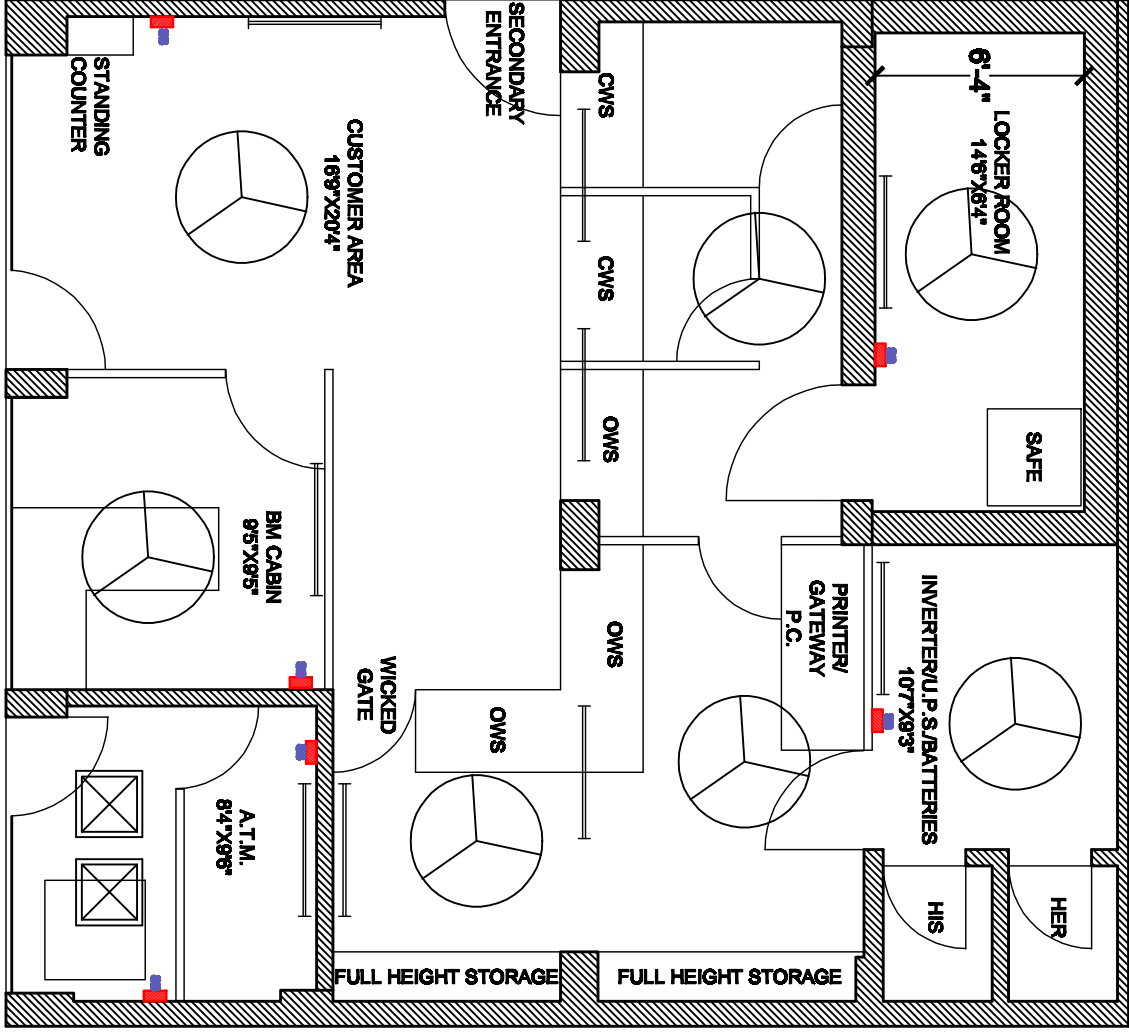 SECONDARY
ENTRANCE
STANDING
COUNTER
CUSTOMER AREA
16'9"X20'4"
CWS
CWS
OWS
6'-4"
LOCKER ROOM
14'6"X6'4"
SAFE
BM CABIN
9'5"X9'5"
WICKED
GATE
OWS
OWS
PRINTER/
GATEWAY
P.C.
INVERTER/U.P.S./BATTERIES
10'7"X9'3"
A.T.M.
8'4"X9'6"
HIS
HER
FULL HEIGHT STORAGE
FULL HEIGHT STORAGE